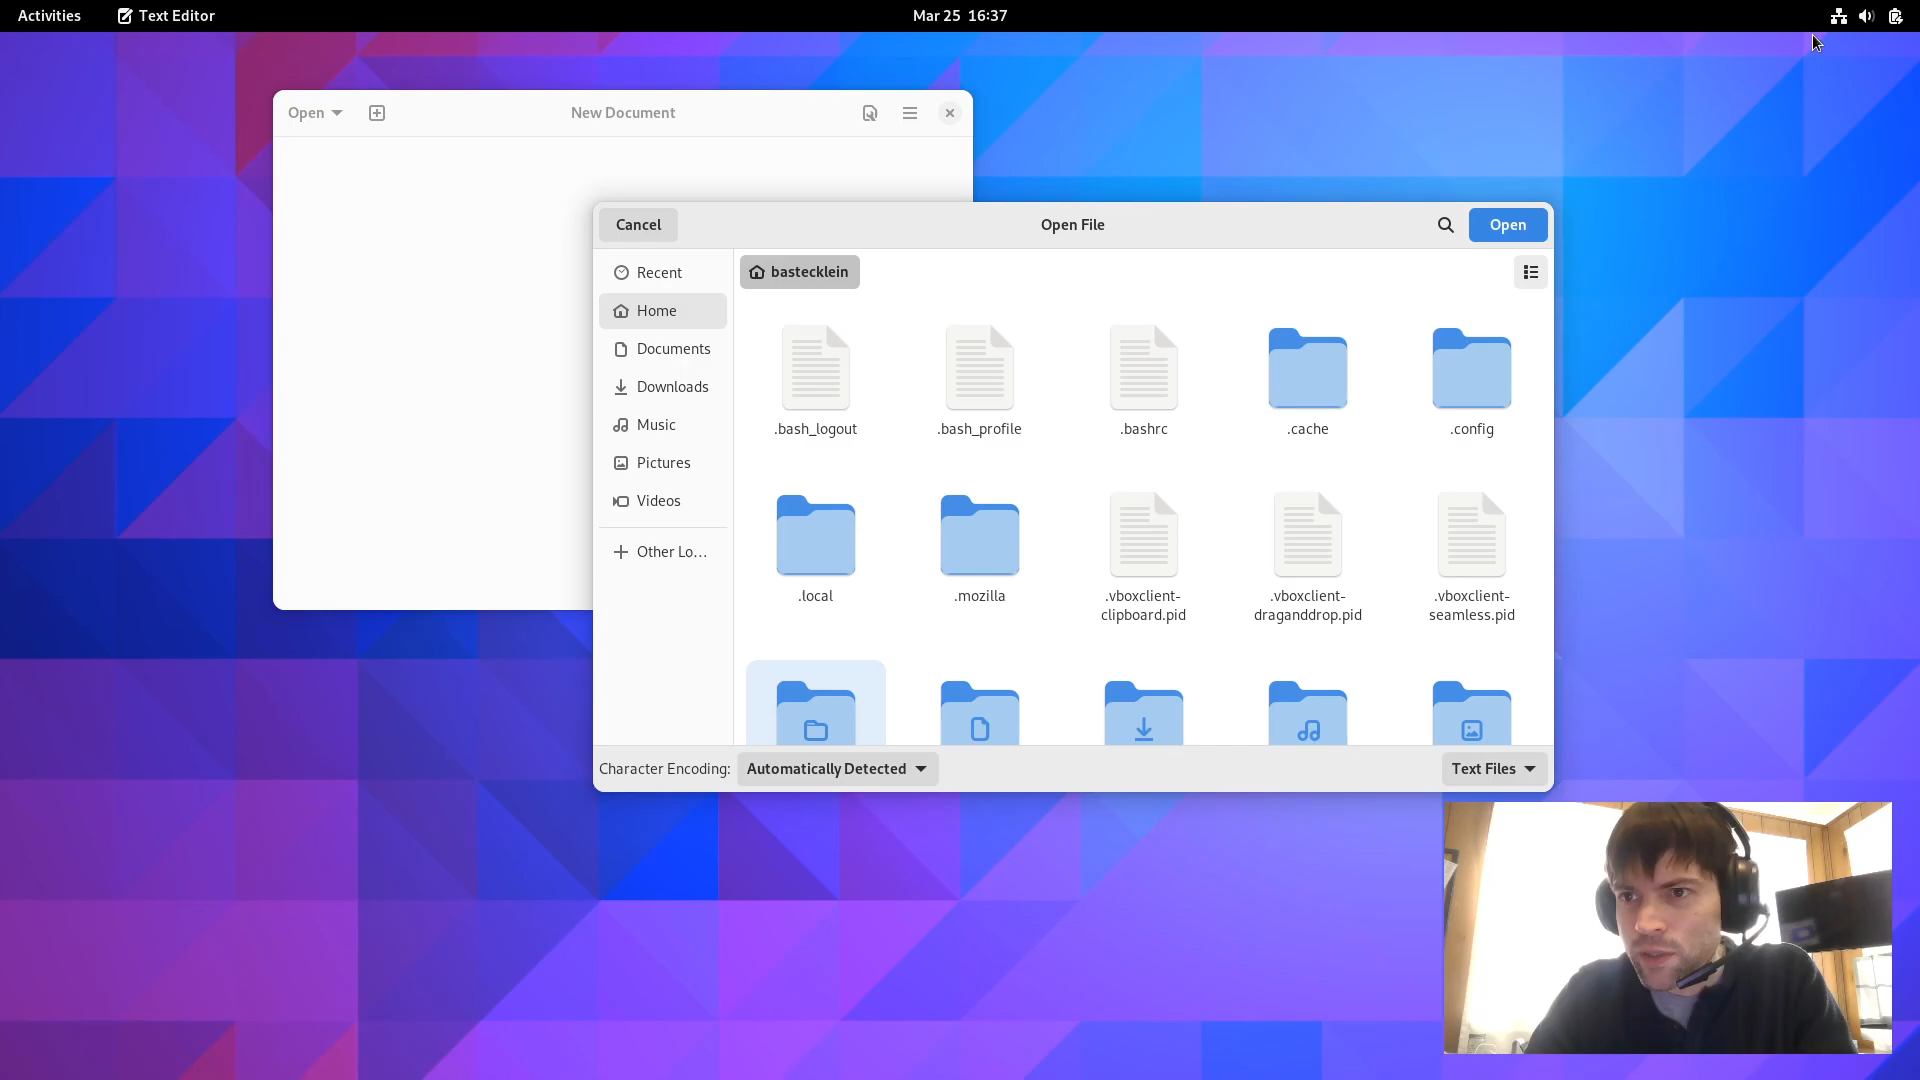 Activities
Text Editor
Mar 25 16:37
Open
New Document
Cancel
Open File
Open
Recent
Home
Documents
Downloads
Music
Pictures
Videos
Other Lo...
bastecklein
.bash_logout
.bash_profile
.bashrc
.cache
.config
.local
.mozilla
.vboxclient-
clipboard.pid
.vboxclient-
draganddrop.pid
.vboxclient-
seamless.pid
Character Encoding:
Automatically Detected
Text Files